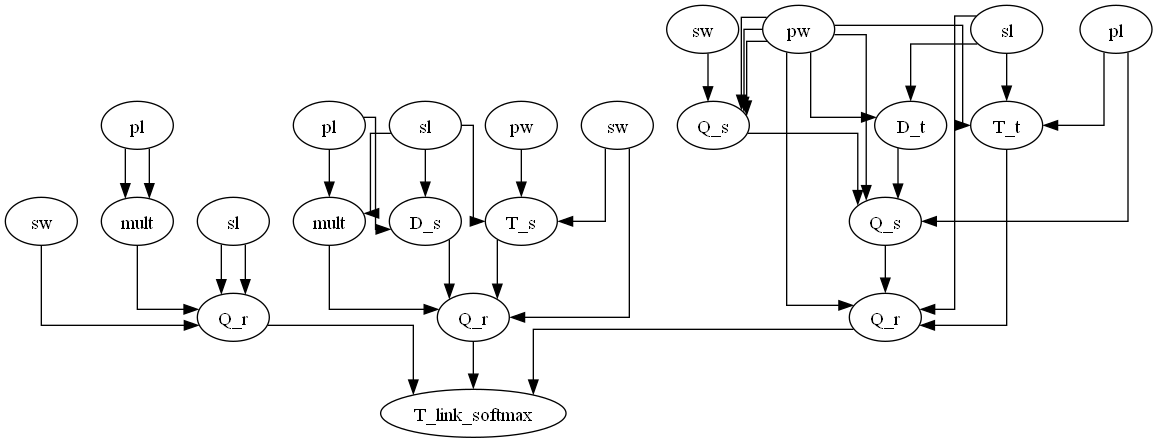 sw
pw
sl
pl
pl
pl
sl
pw
sw
Q_s
D_t
T_t
sw
mult
sl
mult
D_s
T_s
Q_s
Q_r
Q_r
Q_r
T_link_softmax